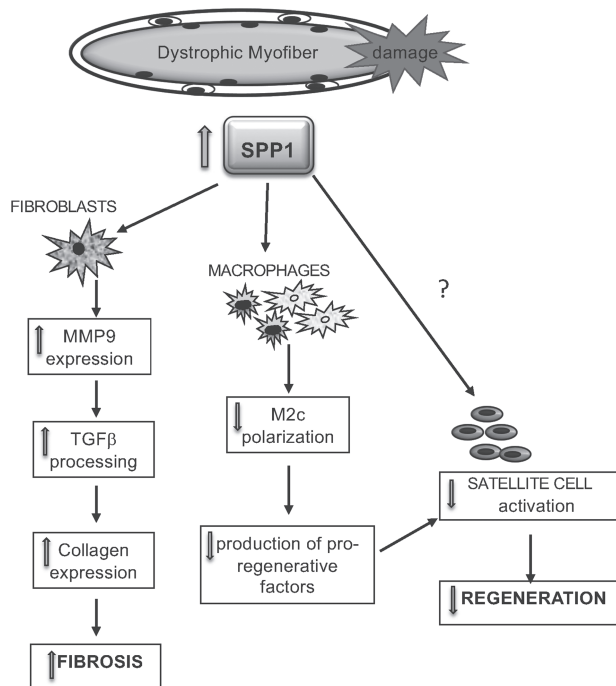 Dystrophic Myofiber
damage
SPP1
FIBROBLASTS
MACROPHAGES
?
MMP9
expression
TGFβ
processing
Collagen
expression
FIBROSIS
M2c
polarization
production of pro-
regenerative
factors
SATELLITE CELL
activation
REGENERATION